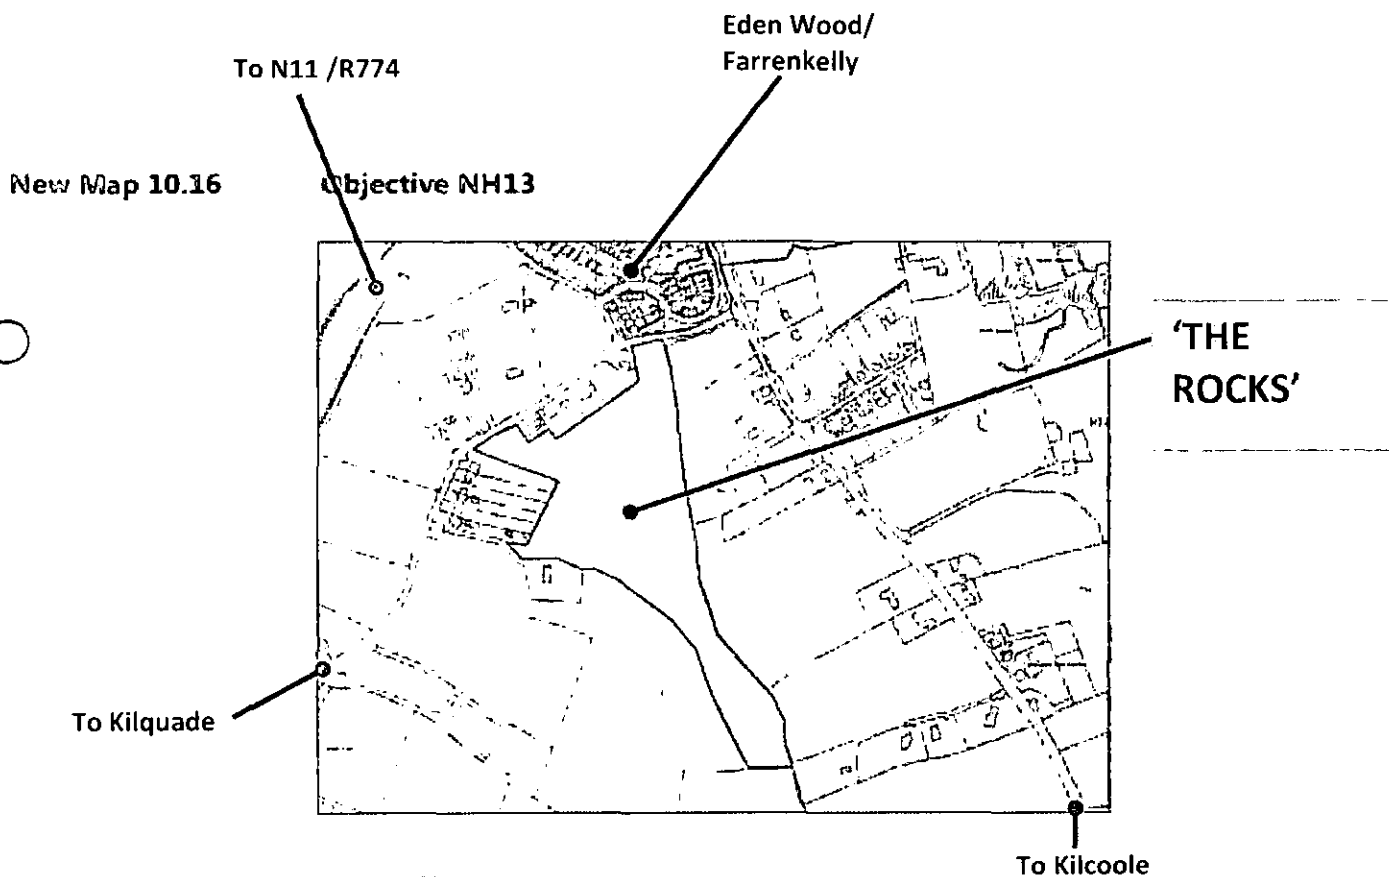 Eden Wood/
Farrenkelly
To N11 /R774
New Map 10.16 Objective NH13
‘THE
ROCKS’
To Kilquade
To Kilcoole